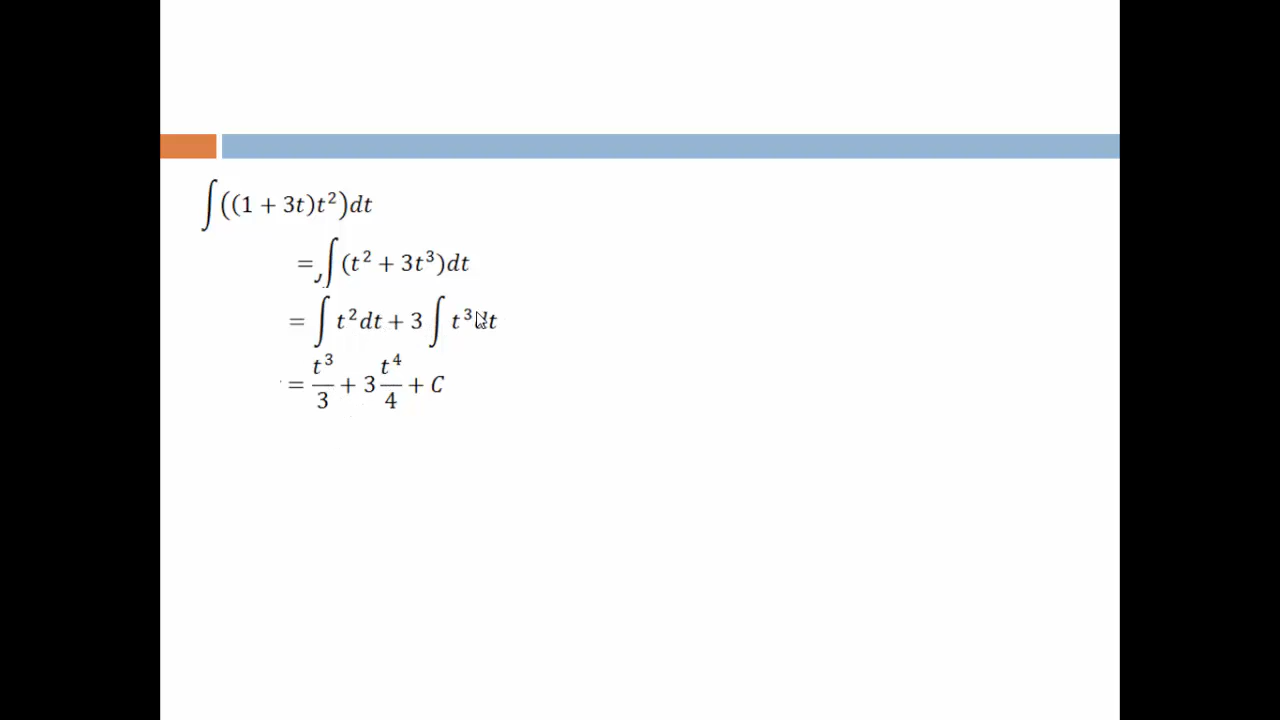 ∫((1 + 3t)t²)dt
= ∫(t² + 3t³)dt
= ∫ t²dt + 3 ∫ t³dt
= t³/3 + 3 t⁴/4 + C